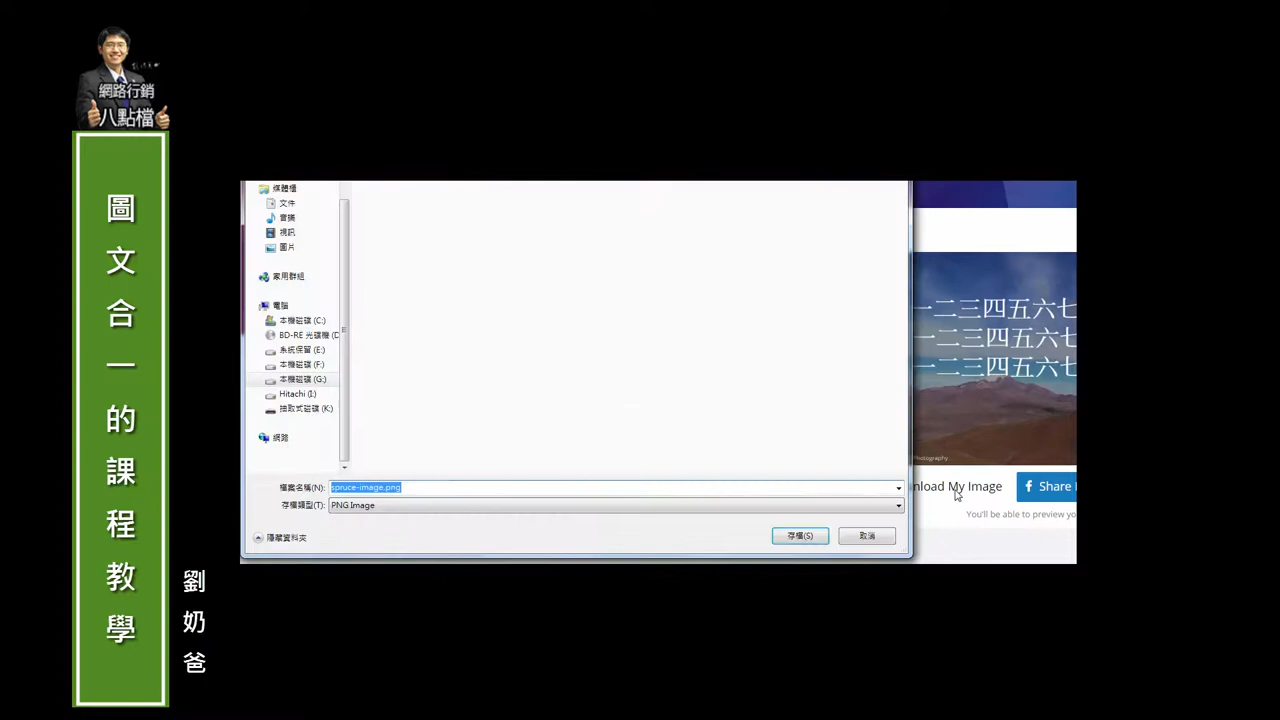 網路行銷
八點檔
圖文合一的課程教學
劉奶爸
媒體櫃
文件
音樂
視訊
圖片
家用群組
電腦
本機磁碟 (C:)
BD-RE 光碟機 (D
系統保留 (E:)
本機磁碟 (F:)
本機磁碟 (G:)
Hitachi (I:)
抽取式磁碟 (K:)
網路
檔案名稱(N): spruce-image.png
存檔類型(T): PNG Image
隱藏資料夾
存檔(S)
取消
一二三四五六七
一二三四五六七
一二三四五六七
Photography
nload My Image
Share
You'll be able to preview yo